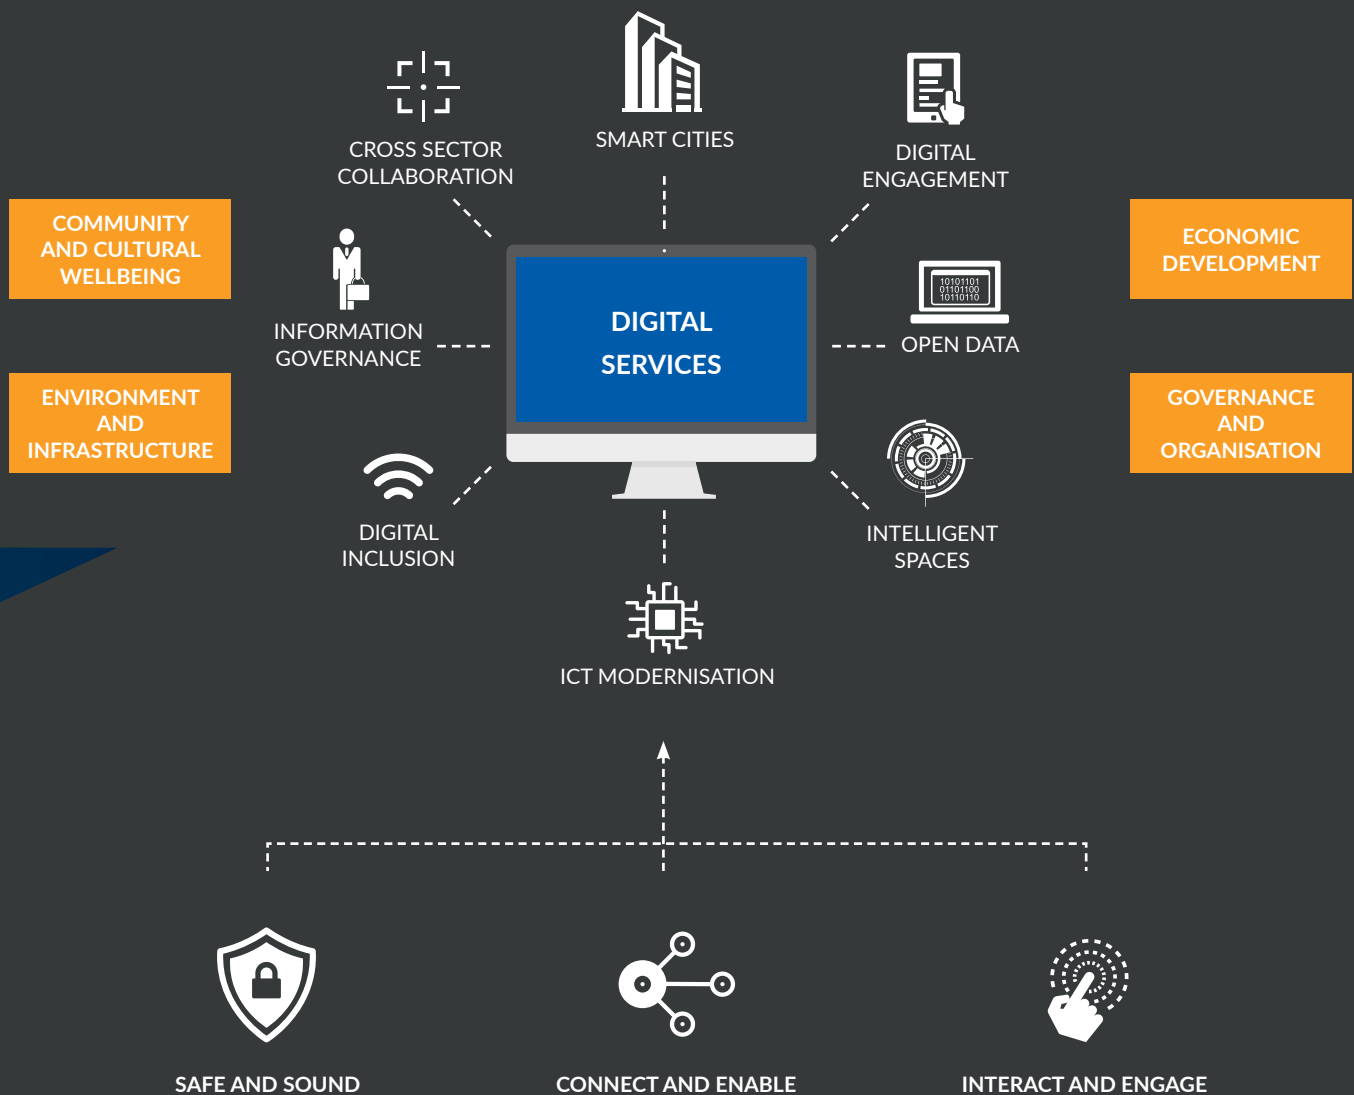 SMART CITIES
CROSS SECTOR
COLLABORATION
DIGITAL
ENGAGEMENT
COMMUNITY
AND CULTURAL
WELLBEING
ECONOMIC
DEVELOPMENT
INFORMATION
GOVERNANCE
DIGITAL
SERVICES
10101101
01101100
10110110
OPEN DATA
ENVIRONMENT
AND
INFRASTRUCTURE
GOVERNANCE
AND
ORGANISATION
DIGITAL
INCLUSION
INTELLIGENT
SPACES
ICT MODERNISATION
SAFE AND SOUND
CONNECT AND ENABLE
INTERACT AND ENGAGE